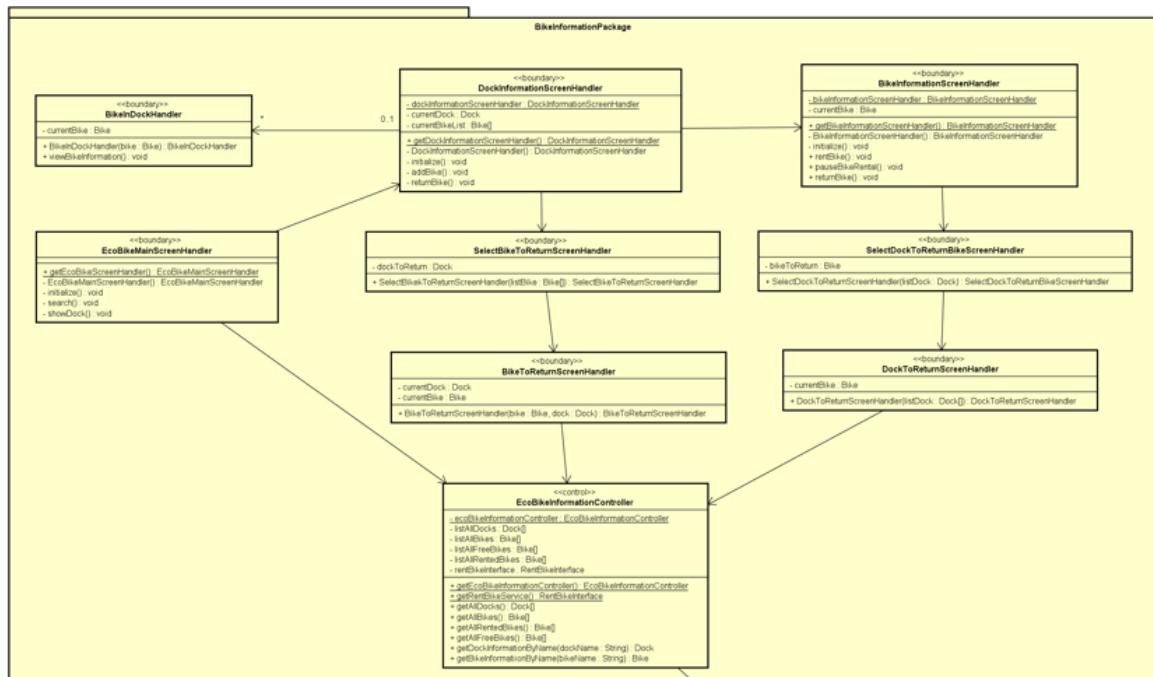 BikeInformationPackage
<<boundary>>
BikeInDockHandler
- currentBike : Bike
+ BikeInDockHandler(bike : Bike) : BikeInDockHandler
+ viewBikeInformation() : void
*
0..1
<<boundary>>
DockInformationScreenHandler
- dockInformationScreenHandler : DockInformationScreenHandler
- currentDock : Dock
- currentBikeList : Bike[]
+ getDockInformationScreenHandler() : DockInformationScreenHandler
- DockInformationScreenHandler() : DockInformationScreenHandler
- initialize() : void
- addBike() : void
- returnBike() : void
<<boundary>>
BikeInformationScreenHandler
- bikeInformationScreenHandler : BikeInformationScreenHandler
- currentBike : Bike
+ getBikeInformationScreenHandler() : BikeInformationScreenHandler
- BikeInformationScreenHandler() : BikeInformationScreenHandler
- initialize() : void
+ rentBike() : void
+ pauseBikeRental() : void
+ returnBike() : void
<<boundary>>
EcoBikeMainScreenHandler
+ getEcoBikeScreenHandler() : EcoBikeMainScreenHandler
- EcoBikeMainScreenHandler() : EcoBikeMainScreenHandler
- initialize() : void
- search() : void
- showDock() : void
<<boundary>>
SelectBikeToReturnScreenHandler
- dockToReturn : Dock
+ SelectBikekToReturnScreenHandler(listBike : Bike[]) : SelectBikeToReturnScreenHandler
<<boundary>>
SelectDockToReturnBikeScreenHandler
- bikeToReturn : Bike
+ SelectDockToReturnScreenHandler(listDock : Dock) : SelectDockToReturnBikeScreenHandler
<<boundary>>
BikeToReturnScreenHandler
- currentDock : Dock
- currentBike : Bike
+ BikeToReturnScreenHandler(bike : Bike, dock : Dock) : BikeToReturnScreenHandler
<<boundary>>
DockToReturnScreenHandler
- currentBike : Bike
+ DockToReturnScreenHandler(listDock : Dock[]) : DockToReturnScreenHandler
<<control>>
EcoBikeInformationController
- ecoBikeInformationController : EcoBikeInformationController
- listAllDocks : Dock[]
- listAllBikes : Bike[]
- listAllFreeBikes : Bike[]
- listAllRentedBikes : Bike[]
- rentBikeInterface : RentBikeInterface
+ getEcoBikeInformationController() : EcoBikeInformationController
+ getRentBikeService() : RentBikeInterface
+ getAllDocks() : Dock[]
+ getAllBikes() : Bike[]
+ getAllRentedBikes() : Bike[]
+ getAllFreeBikes() : Bike[]
+ getDockInformationByName(dockName : String) : Dock
+ getBikeInformationByName(bikeName : String) : Bike